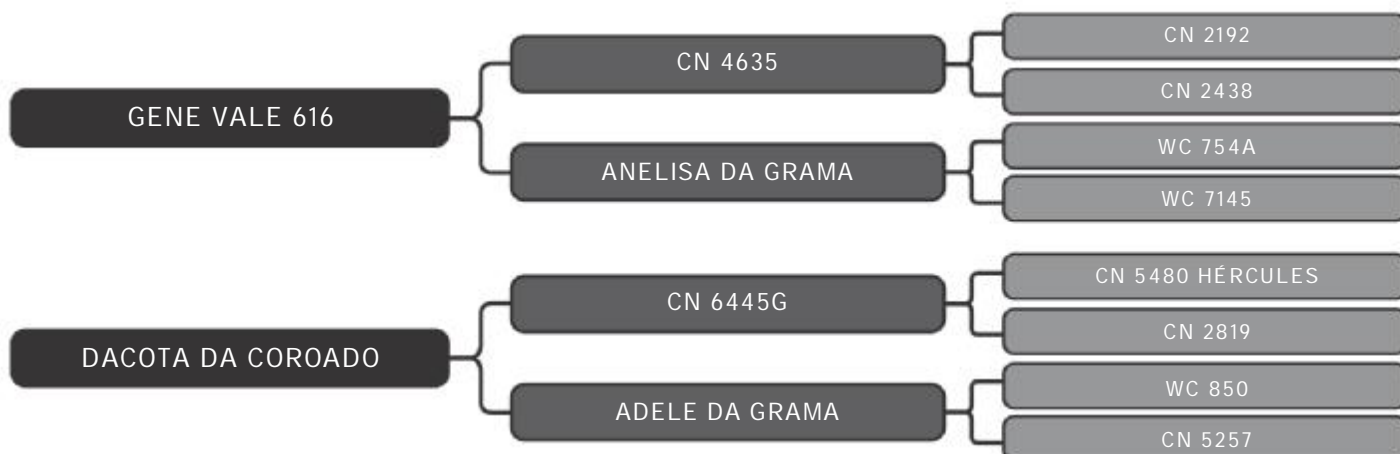 GENE VALE 616
CN 4635
ANELISA DA GRAMA
CN 2192
CN 2438
WC 754A
WC 7145
DACOTA DA COROADO
CN 6445G
ADELE DA GRAMA
CN 5480 HÉRCULES
CN 2819
WC 850
CN 5257